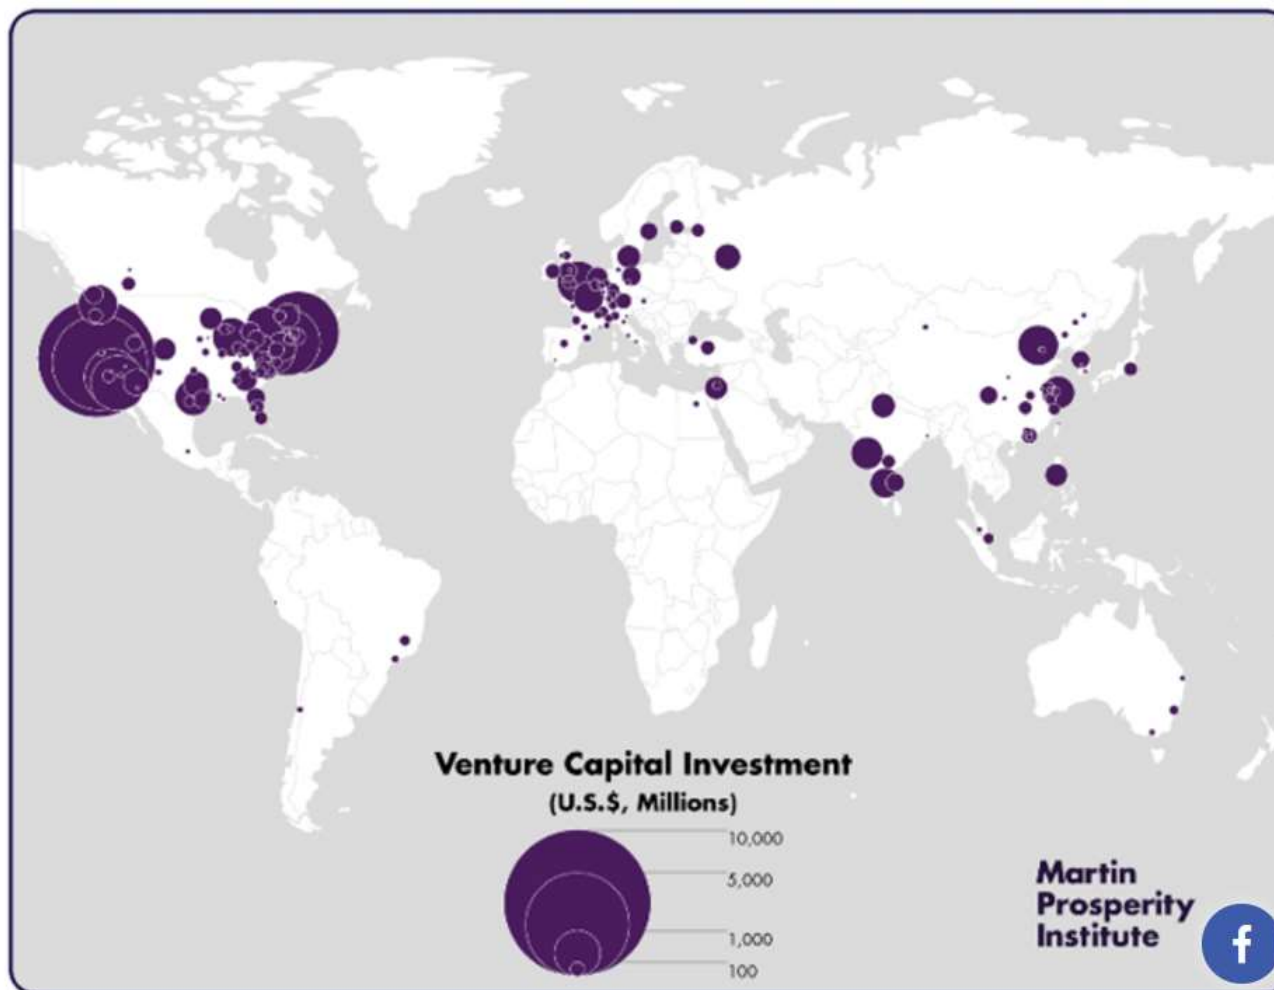 Venture Capital Investment
(U.S.$, Millions)
10,000
5,000
1,000
100
Martin
Prosperity
Institute
f